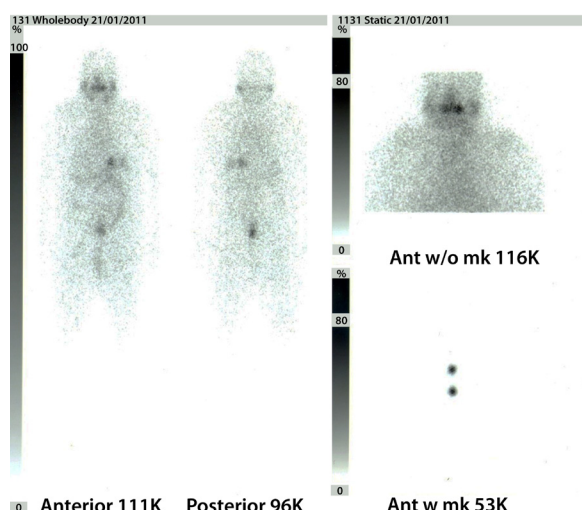 131 Wholebody 21/01/2011
%
100
0
Anterior 111K
Posterior 96K
1131 Static 21/01/2011
%
80
0
Ant w/o mk 116K
%
80
0
Ant w mk 53K